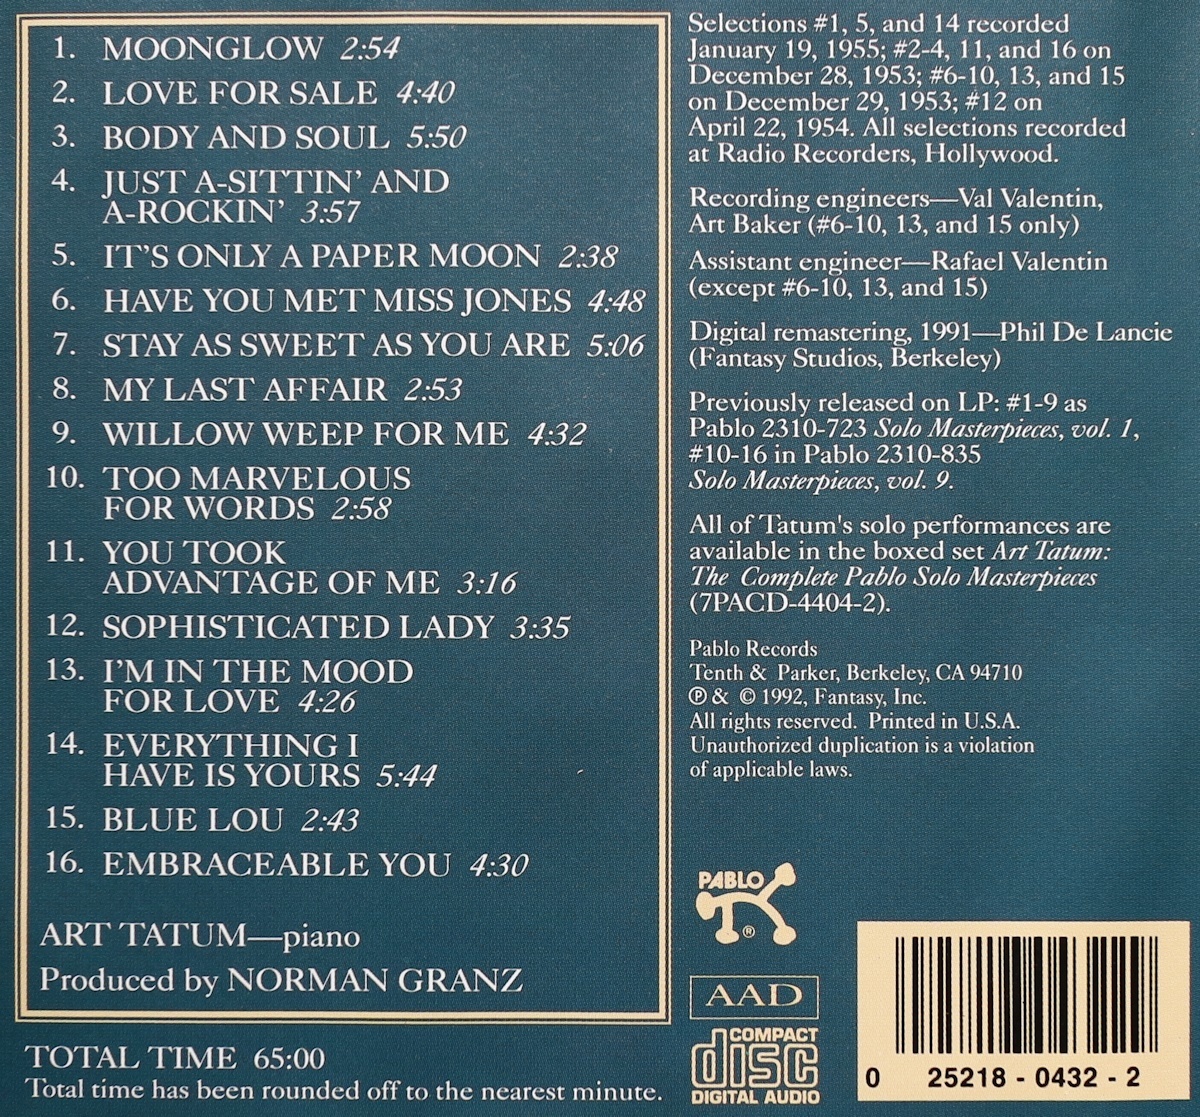 1. MOONGLOW 2:54
2. LOVE FOR SALE 4:40
3. BODY AND SOUL 5:50
4. JUST A-SITTIN' AND
A-ROCKIN' 3:57
5. IT'S ONLY A PAPER MOON 2:38
6. HAVE YOU MET MISS JONES 4:48
7. STAY AS SWEET AS YOU ARE 5:06
8. MY LAST AFFAIR 2:53
9. WILLOW WEEP FOR ME 4:32
10. TOO MARVELOUS
FOR WORDS 2:58
11. YOU TOOK
ADVANTAGE OF ME 3:16
12. SOPHISTICATED LADY 3:35
13. I'M IN THE MOOD
FOR LOVE 4:26
14. EVERYTHING I
HAVE IS YOURS 5:44
15. BLUE LOU 2:43
16. EMBRACEABLE YOU 4:30
ART TATUM—piano
Produced by NORMAN GRANZ
TOTAL TIME 65:00
Total time has been rounded off to the nearest minute.
Selections #1, 5, and 14 recorded
January 19, 1955; #2-4, 11, and 16 on
December 28, 1953; #6-10, 13, and 15
on December 29, 1953; #12 on
April 22, 1954. All selections recorded
at Radio Recorders, Hollywood.
Recording engineers—Val Valentin,
Art Baker (#6-10, 13, and 15 only)
Assistant engineer—Rafael Valentin
(except #6-10, 13, and 15)
Digital remastering, 1991—Phil De Lancie
(Fantasy Studios, Berkeley)
Previously released on LP: #1-9 as
Pablo 2310-723 Solo Masterpieces, vol. 1,
#10-16 in Pablo 2310-835
Solo Masterpieces, vol. 9.
All of Tatum's solo performances are
available in the boxed set Art Tatum:
The Complete Pablo Solo Masterpieces
(7PACD-4404-2).
Pablo Records
Tenth & Parker, Berkeley, CA 94710
℗ & © 1992, Fantasy, Inc.
All rights reserved. Printed in U.S.A.
Unauthorized duplication is a violation
of applicable laws.
PABLO
®
AAD
COMPACT
disc
DIGITAL AUDIO
0 25218 - 0432 - 2